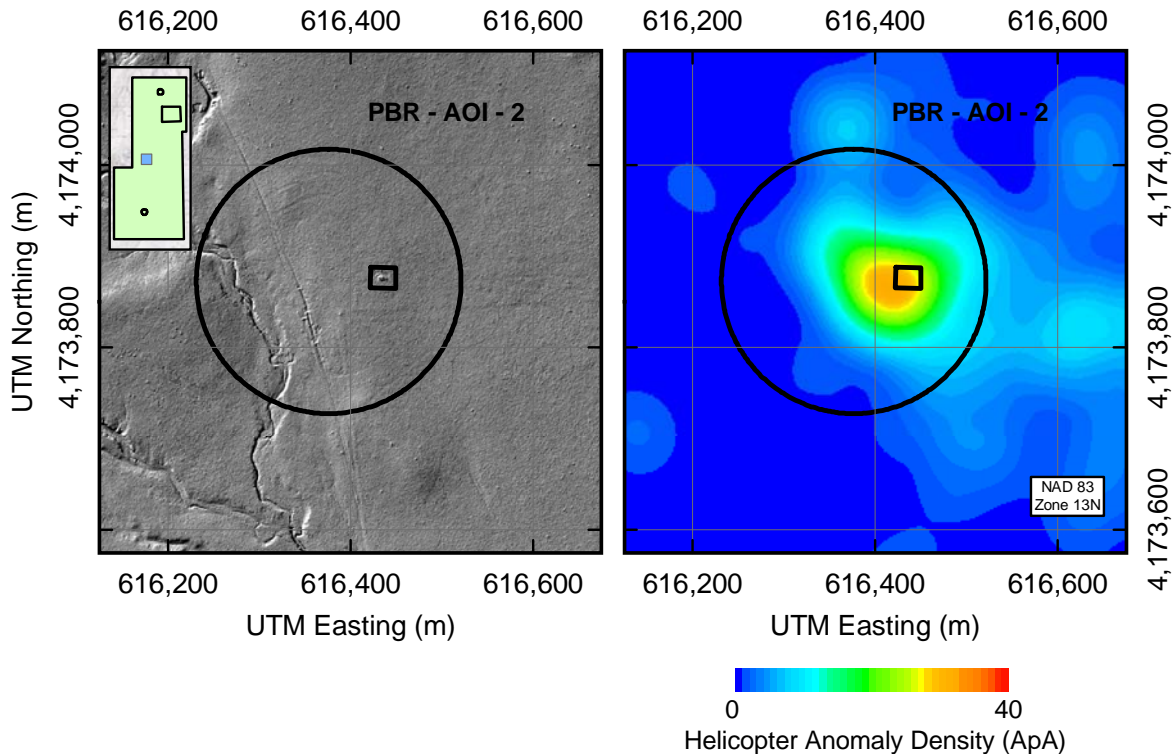 616,200 616,400 616,600 616,200 616,400 616,600
PBR - AOI - 2
PBR - AOI - 2
UTM Northing (m)
4,174,000
4,173,800
4,174,000
4,173,800
4,173,600
NAD 83
Zone 13N
616,200 616,400 616,600 616,200 616,400 616,600
UTM Easting (m) UTM Easting (m)
0 40
Helicopter Anomaly Density (ApA)